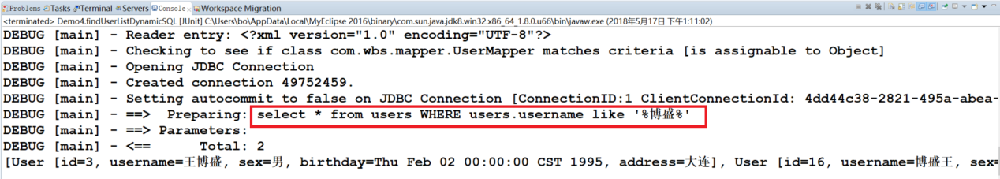 Problems Tasks Terminal Servers Console Workspace Migration
<terminated> Demo4.findUserListDynamicSQL [JUnit] C:\Users\bo\AppData\Local\MyEclipse 2016\binary\com.sun.java.jdk8.win32.x86_64_1.8.0.u66\bin\javaw.exe (2018年5月17日 下午1:11:02)
DEBUG [main] - Reader entry: <?xml version="1.0" encoding="UTF-8"?>
DEBUG [main] - Checking to see if class com.wbs.mapper.UserMapper matches criteria [is assignable to Object]
DEBUG [main] - Opening JDBC Connection
DEBUG [main] - Created connection 49752459.
DEBUG [main] - Setting autocommit to false on JDBC Connection [ConnectionID:1 ClientConnectionId: 4dd44c38-2821-495a-abea-
DEBUG [main] - ==>  Preparing: select * from users WHERE users.username like '%博盛%'
DEBUG [main] - ==> Parameters:
DEBUG [main] - <==      Total: 2
[User [id=3, username=王博盛, sex=男, birthday=Thu Feb 02 00:00:00 CST 1995, address=大连], User [id=16, username=博盛王, sex=